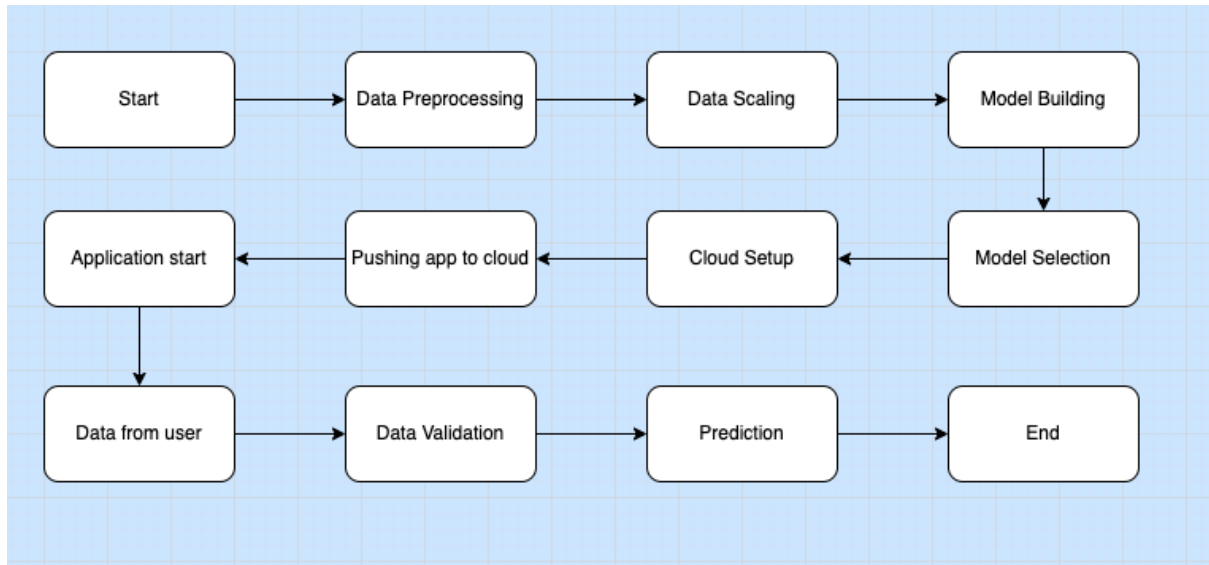 Start
Data Preprocessing
Data Scaling
Model Building
Application start
Pushing app to cloud
Cloud Setup
Model Selection
Data from user
Data Validation
Prediction
End